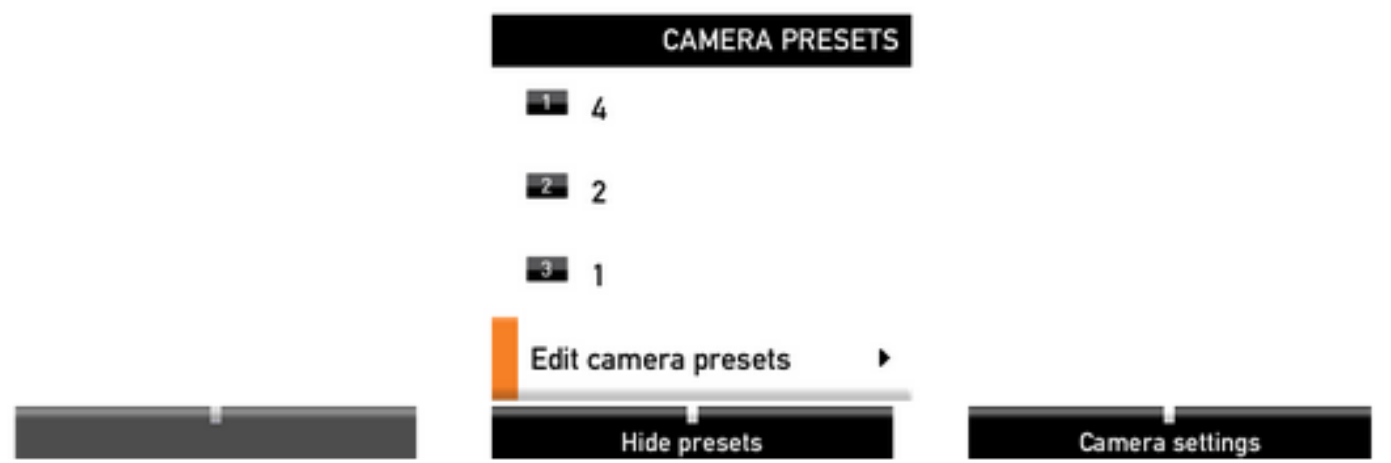 CAMERA PRESETS
1 4
2 2
3 1
Edit camera presets
Hide presets
Camera settings